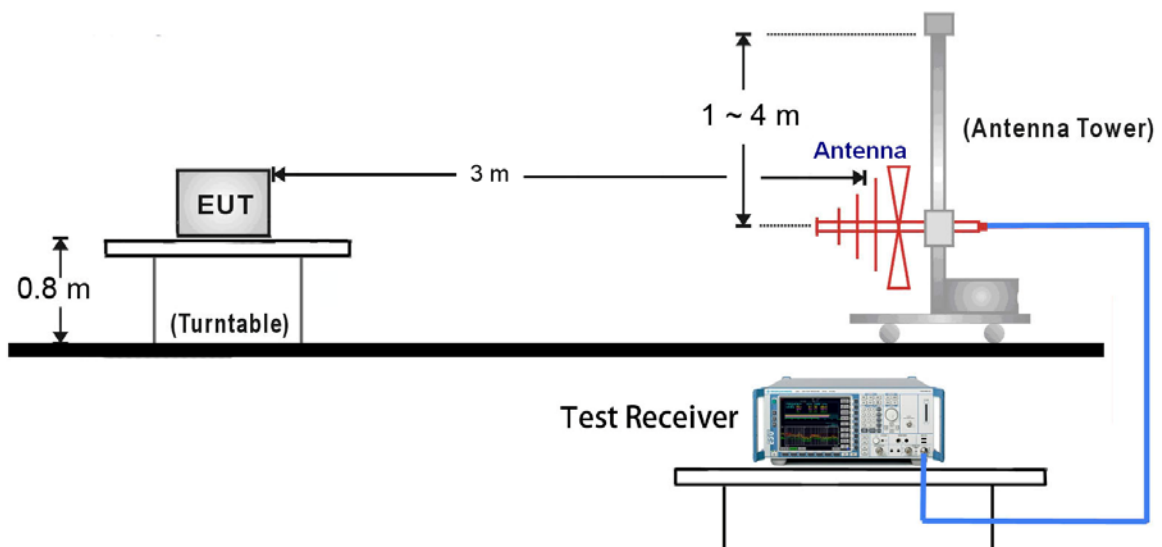 1 ~ 4 m
(Antenna Tower)
Antenna
3 m
EUT
0.8 m
(Turntable)
Test Receiver